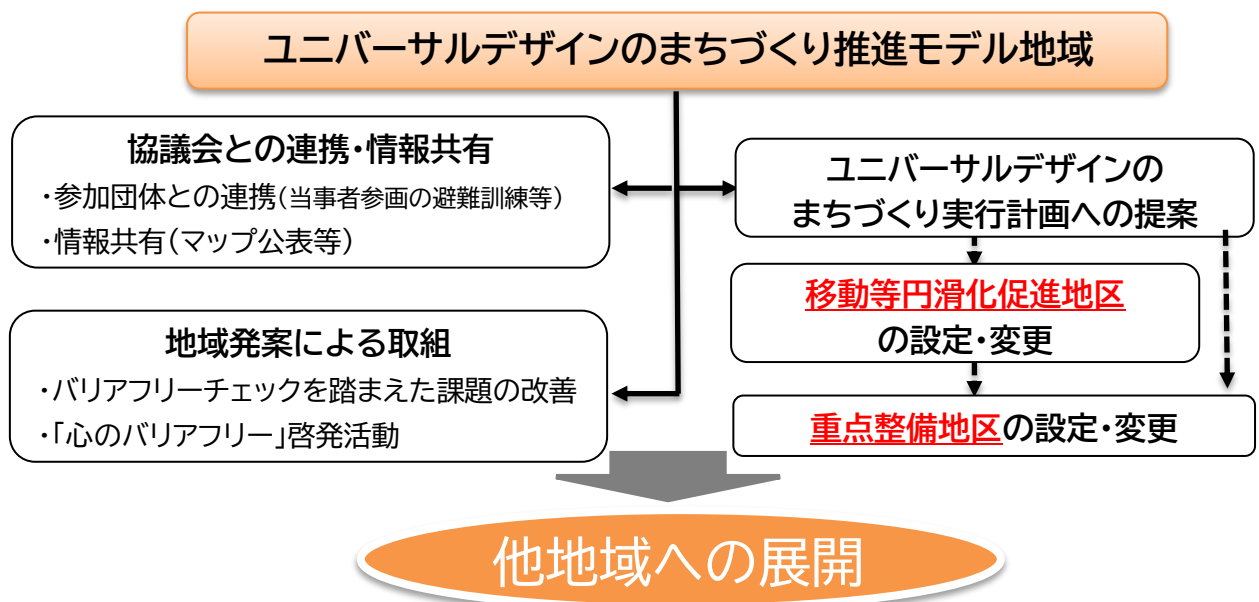 ユニバーサルデザインのまちづくり推進モデル地域
協議会との連携・情報共有
・参加団体との連携(当事者参画の避難訓練等)
・情報共有(マップ公表等)
地域発案による取組
・バリアフリーチェックを踏まえた課題の改善
・「心のバリアフリー」啓発活動
ユニバーサルデザインの
まちづくり実行計画への提案
移動等円滑化促進地区
の設定・変更
重点整備地区の設定・変更
他地域への展開